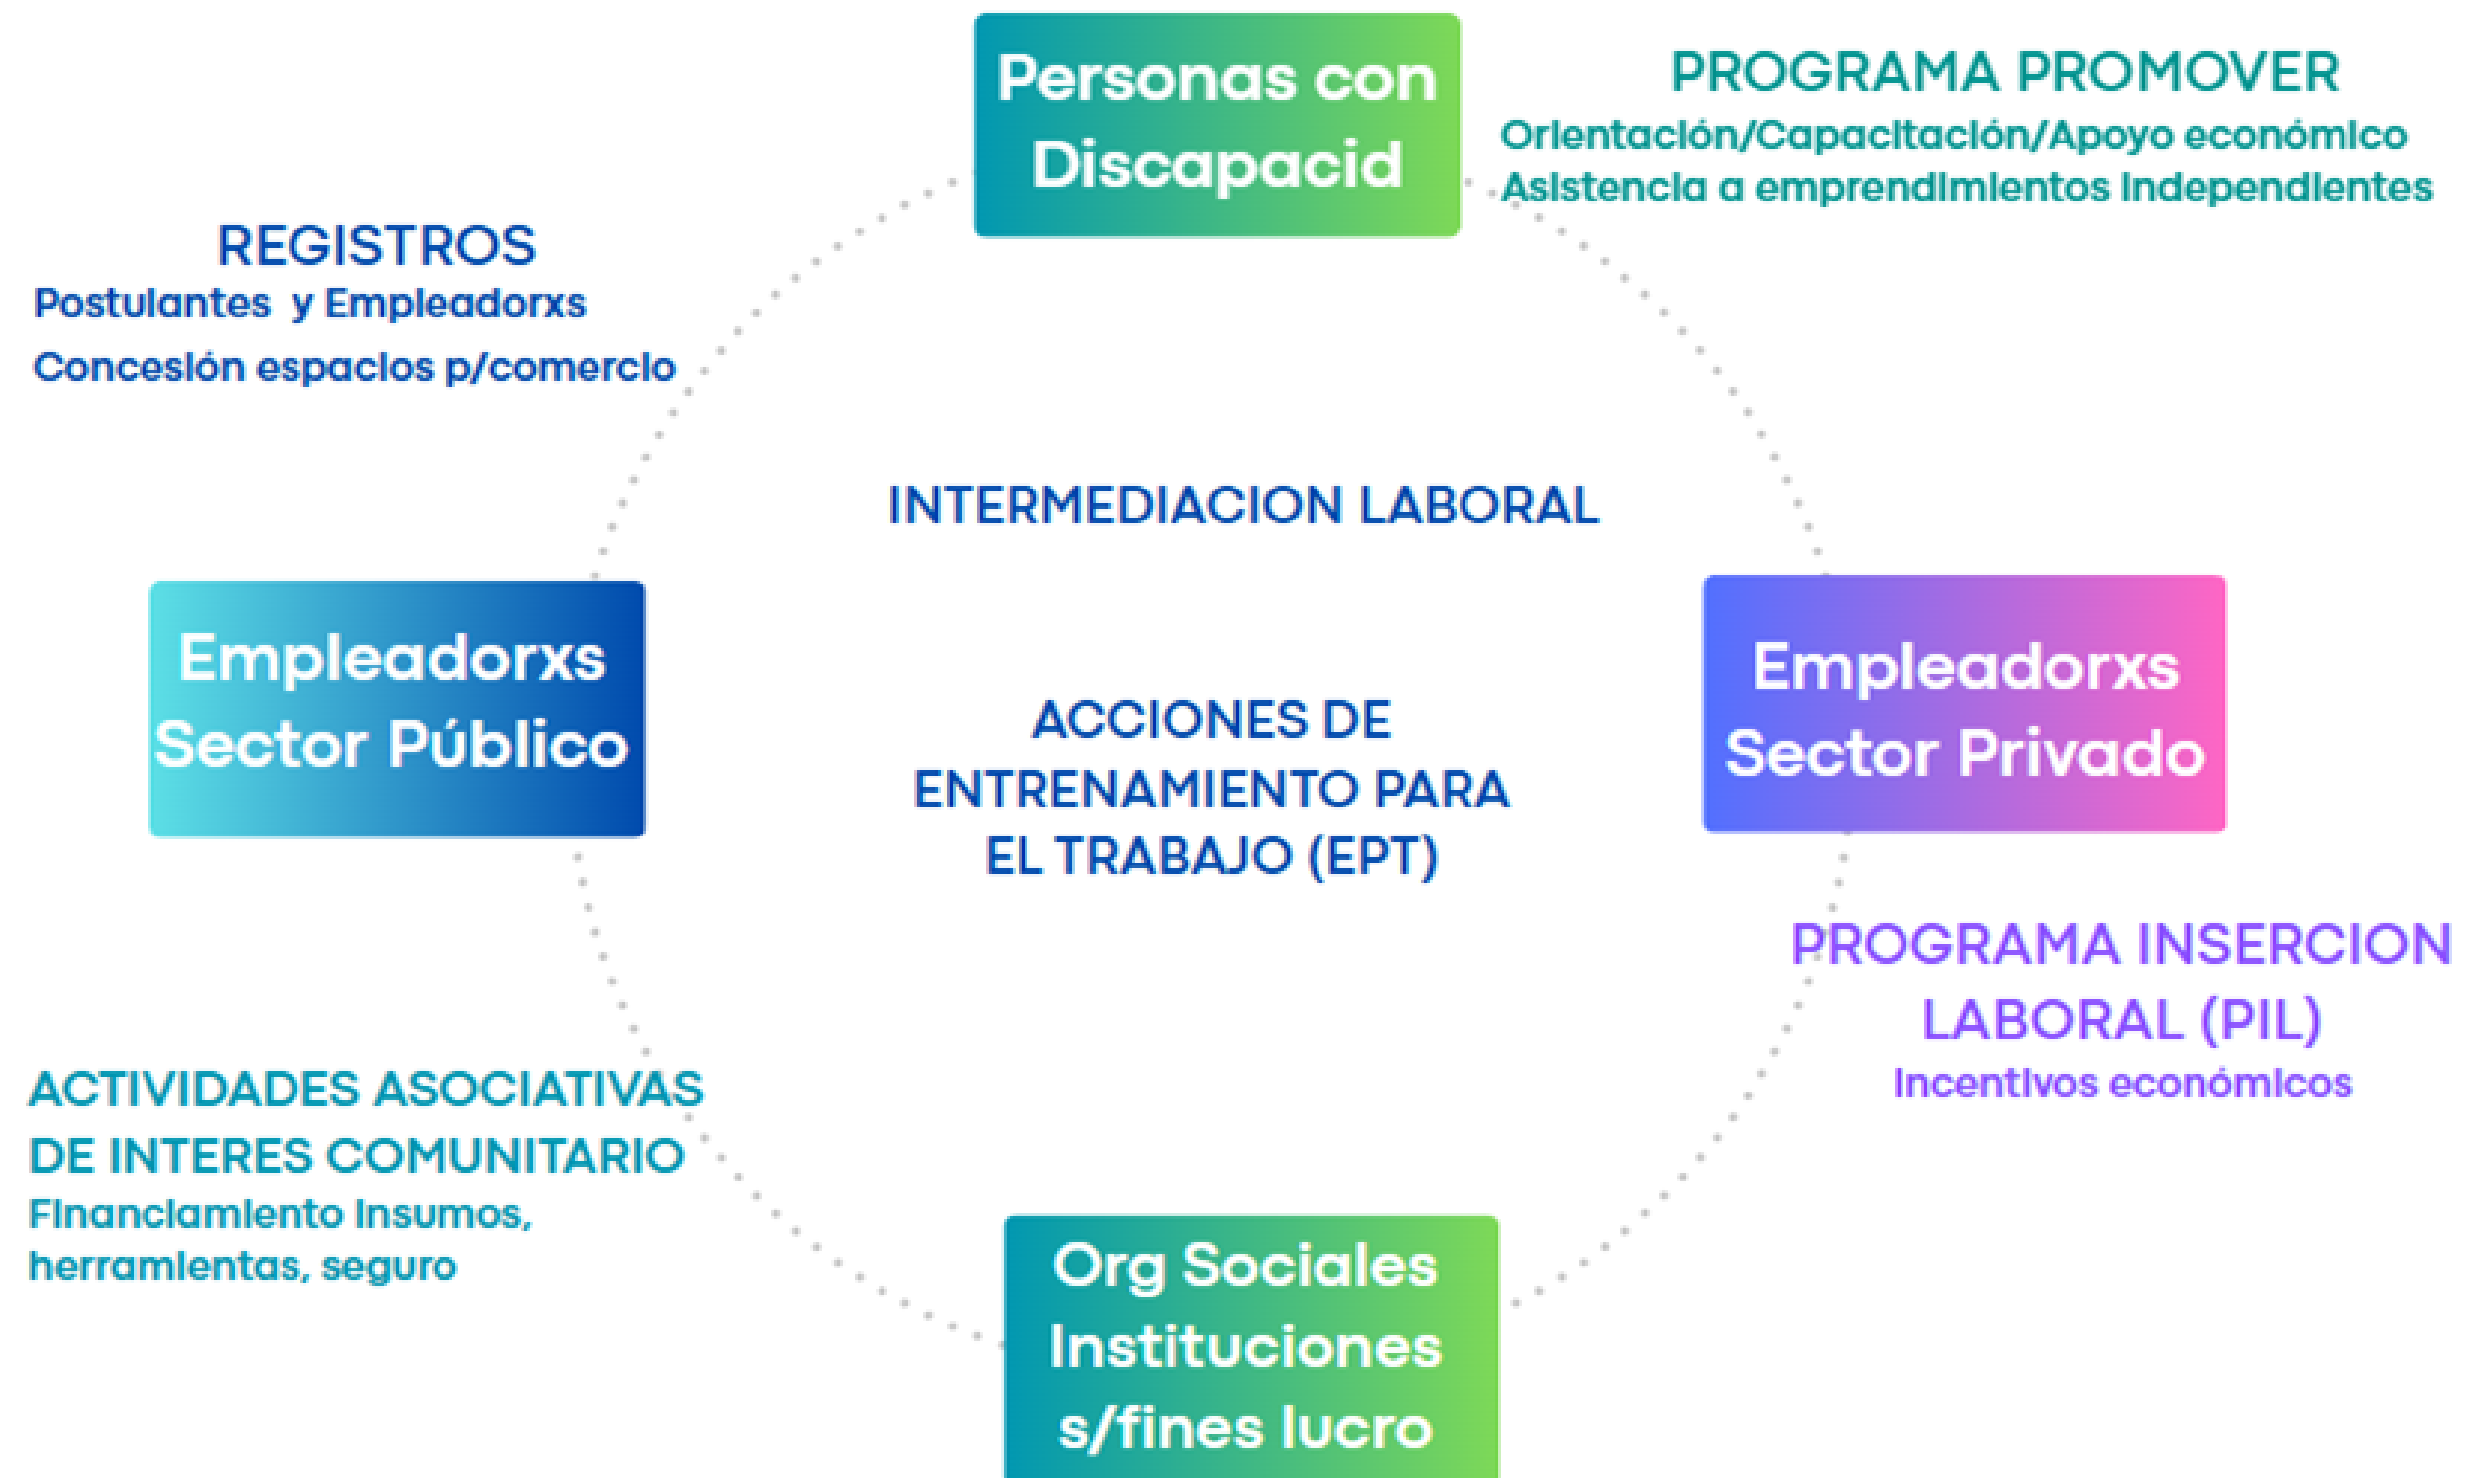 Personas con
Discapacid
PROGRAMA PROMOVER
Orientación/Capacitación/Apoyo económico
Asistencia a emprendimientos independientes
REGISTROS
Postulantes y Empleadorxs
Concesión espacios p/comercio
INTERMEDIACION LABORAL
Empleadorxs
Sector Público
ACCIONES DE
ENTRENAMIENTO PARA
EL TRABAJO (EPT)
Empleadorxs
Sector Privado
PROGRAMA INSERCION
LABORAL (PIL)
Incentivos económicos
ACTIVIDADES ASOCIATIVAS
DE INTERES COMUNITARIO
Financiamiento insumos,
herramientas, seguro
Org Sociales
Instituciones
s/fines lucro